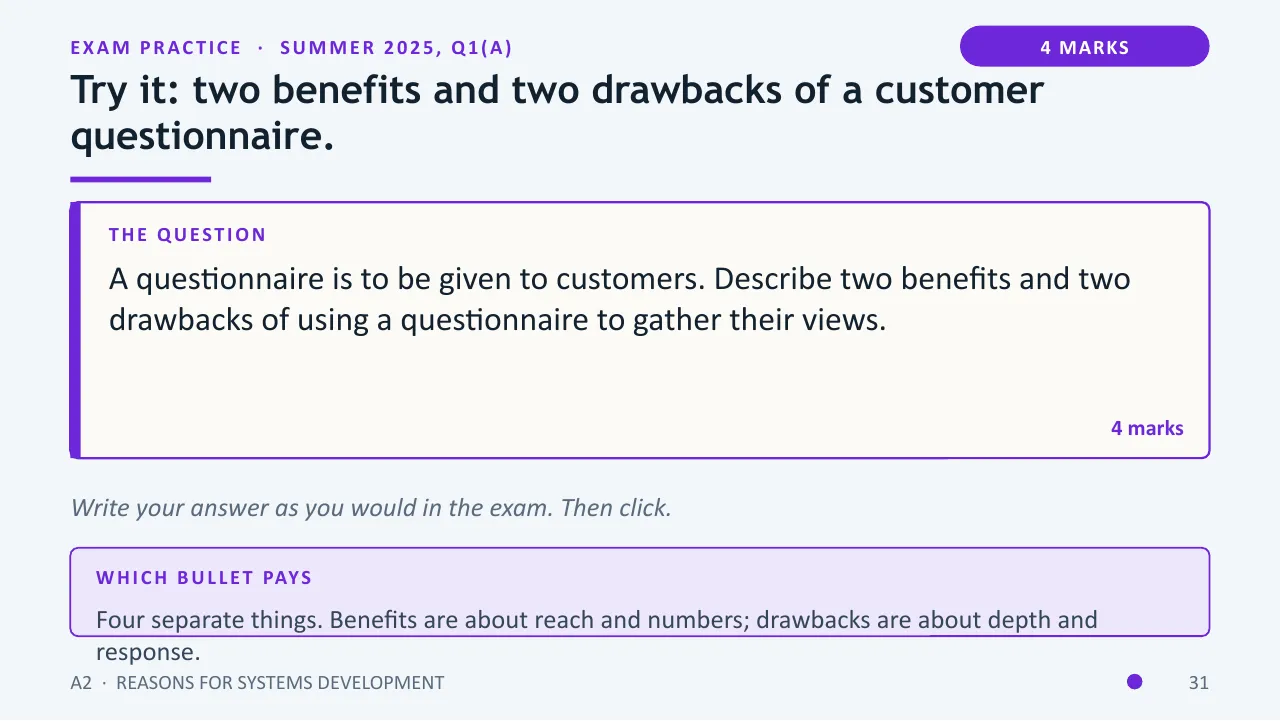 EXAM PRACTICE · SUMMER 2025, Q1(A)
4 MARKS
Try it: two benefits and two drawbacks of a customer
questionnaire.
THE QUESTION
A questionnaire is to be given to customers. Describe two benefits and two
drawbacks of using a questionnaire to gather their views.
4 marks
Write your answer as you would in the exam. Then click.
WHICH BULLET PAYS
Four separate things. Benefits are about reach and numbers; drawbacks are about depth and
response.
A2 · REASONS FOR SYSTEMS DEVELOPMENT
31